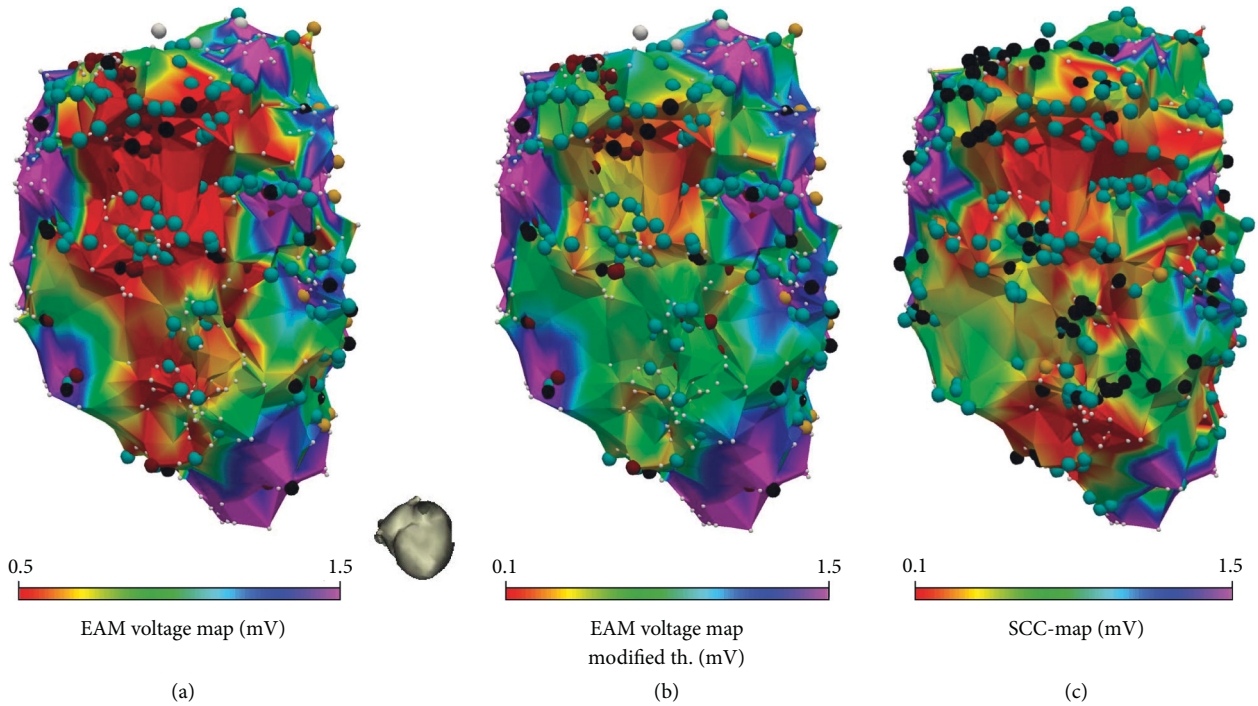 0.5 1.5
EAM voltage map (mV)
(a)
0.1 1.5
EAM voltage map
modified th. (mV)
(b)
0.1 1.5
SCC-map (mV)
(c)